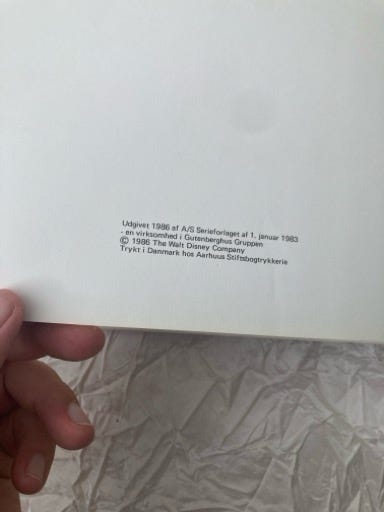 Udgivet 1986 af A/S Serieforlaget af 1. januar 1983
- en virksomhed i Gutenberghus Gruppen
© 1986 The Walt Disney Company
Trykt i Danmark hos Aarhuus Stiftsbogtrykkerie